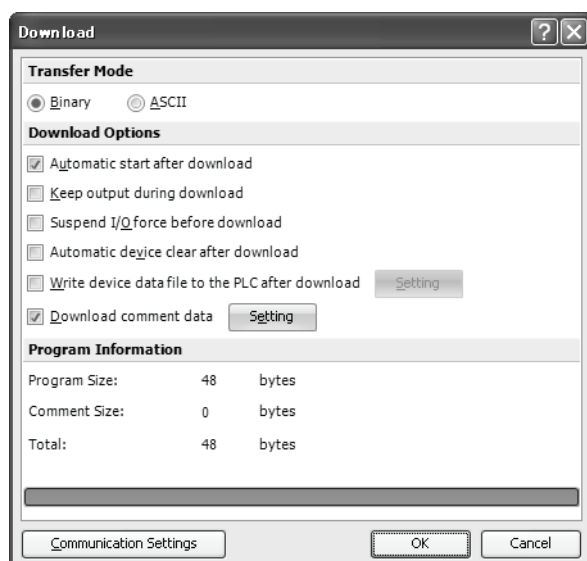 Download
Transfer Mode
Binary ASCII
Download Options
Automatic start after download
Keep output during download
Suspend I/O force before download
Automatic device clear after download
Write device data file to the PLC after download Setting
Download comment data Setting
Program Information
Program Size: 48 bytes
Comment Size: 0 bytes
Total: 48 bytes
Communication Settings OK Cancel